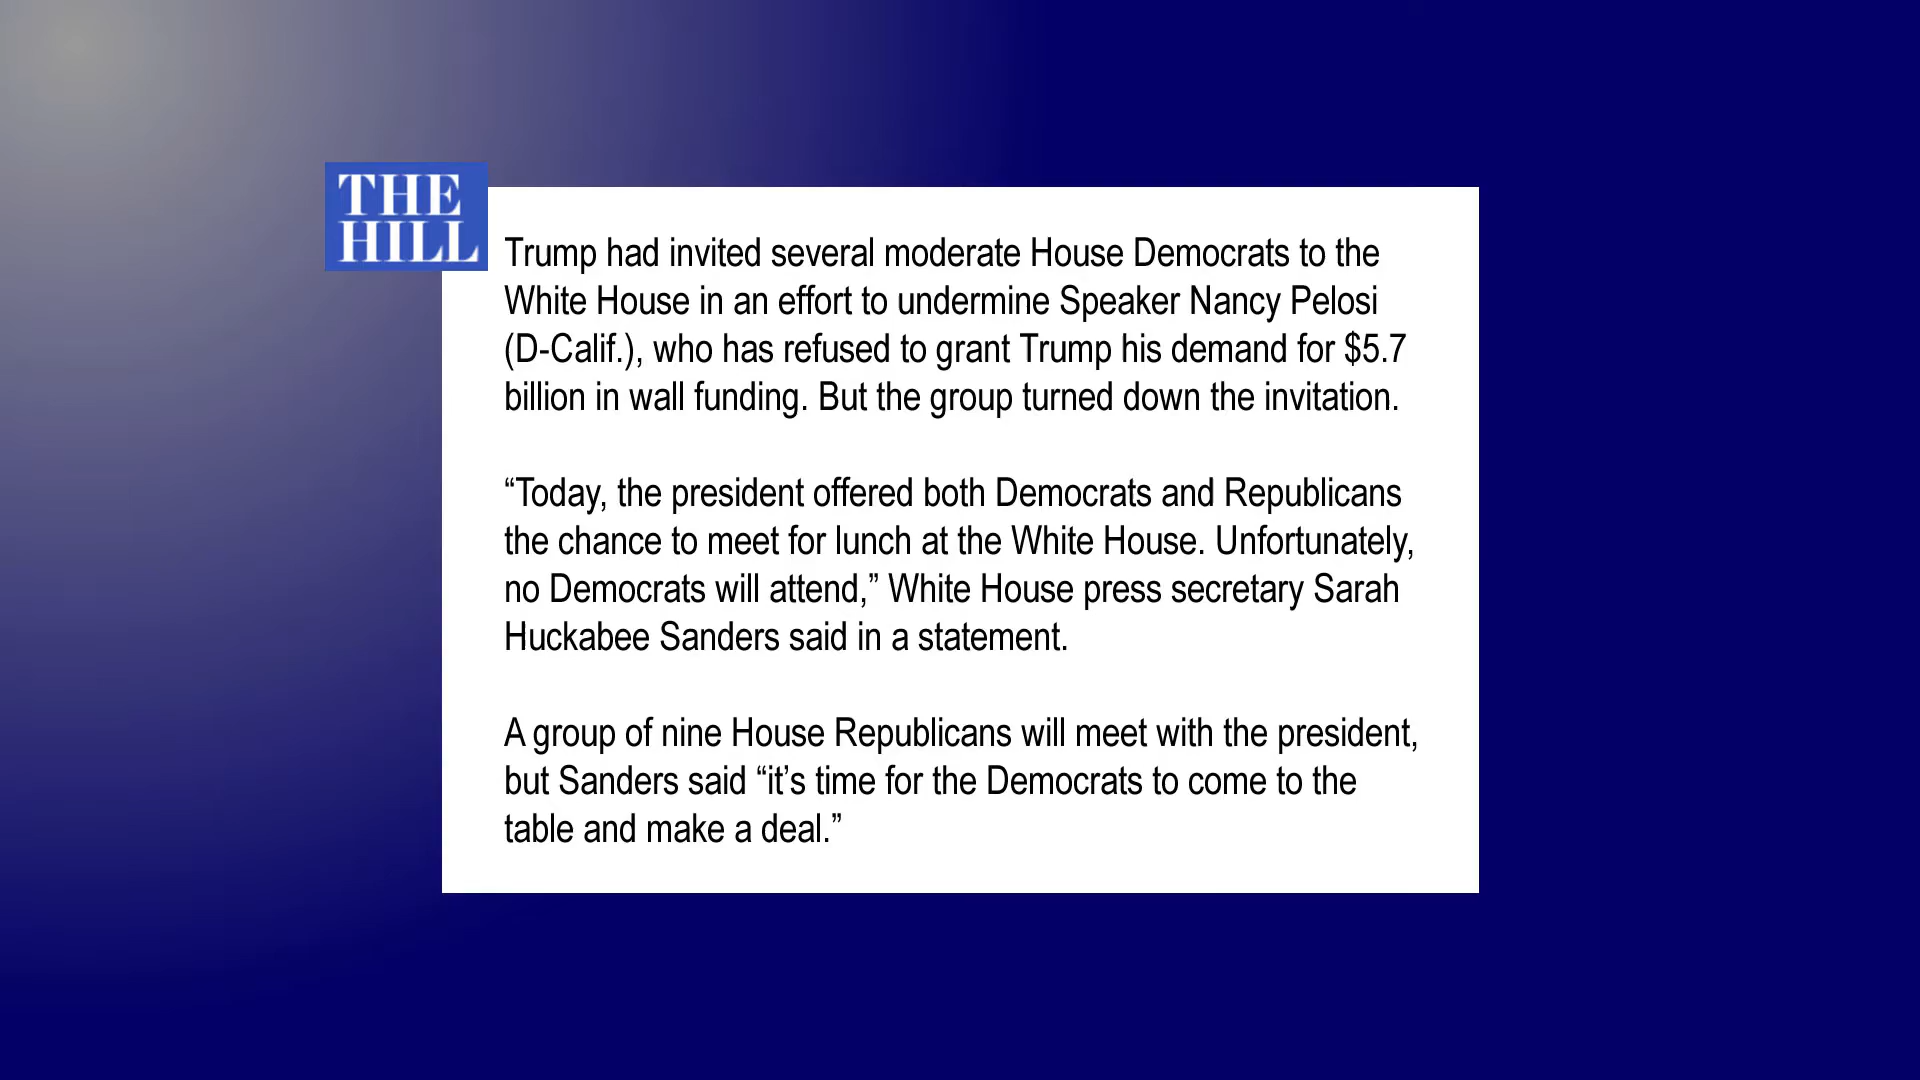 THE
HILL
Trump had invited several moderate House Democrats to the
White House in an effort to undermine Speaker Nancy Pelosi
(D-Calif.), who has refused to grant Trump his demand for $5.7
billion in wall funding. But the group turned down the invitation.
“Today, the president offered both Democrats and Republicans
the chance to meet for lunch at the White House. Unfortunately,
no Democrats will attend,” White House press secretary Sarah
Huckabee Sanders said in a statement.
A group of nine House Republicans will meet with the president,
but Sanders said “it’s time for the Democrats to come to the
table and make a deal.”